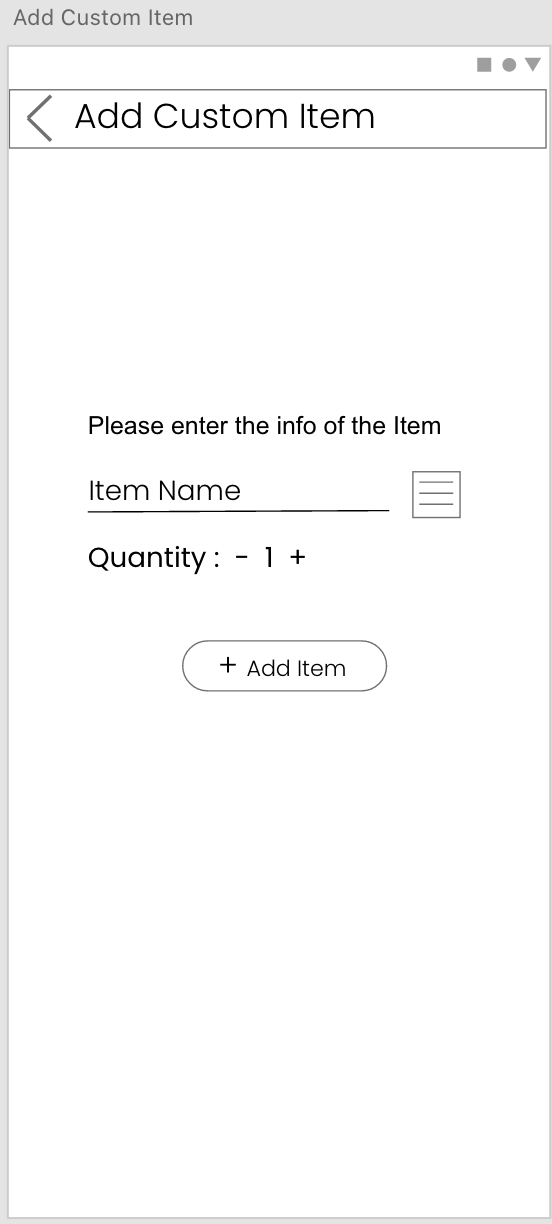 Add Custom Item
Add Custom Item
Please enter the info of the Item
Item Name
Quantity : - 1 +
+ Add Item